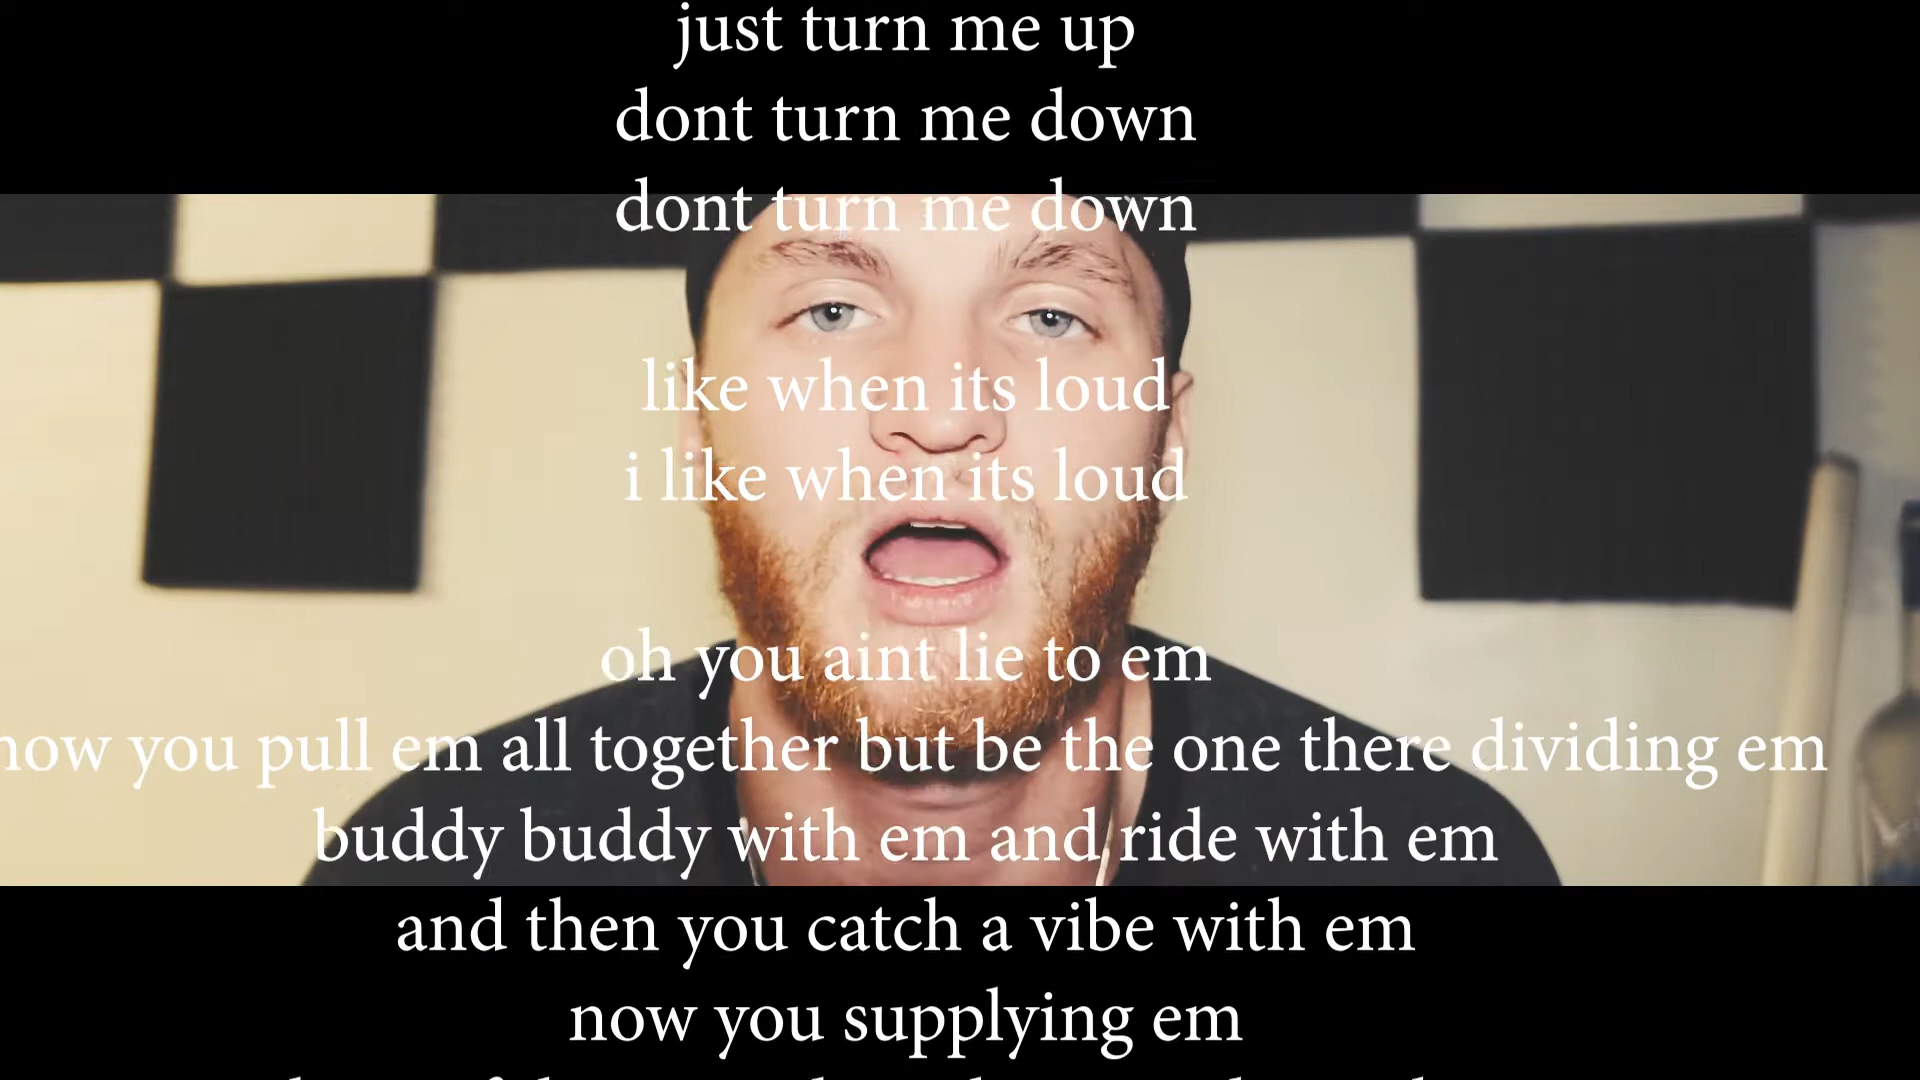 just turn me up
dont turn me down
dont turn me down
like when its loud
i like when its loud
oh you aint lie to em
you pull em all together but be the one there dividing em
buddy buddy with em and ride with em
and then you catch a vibe with em
now you supplying em